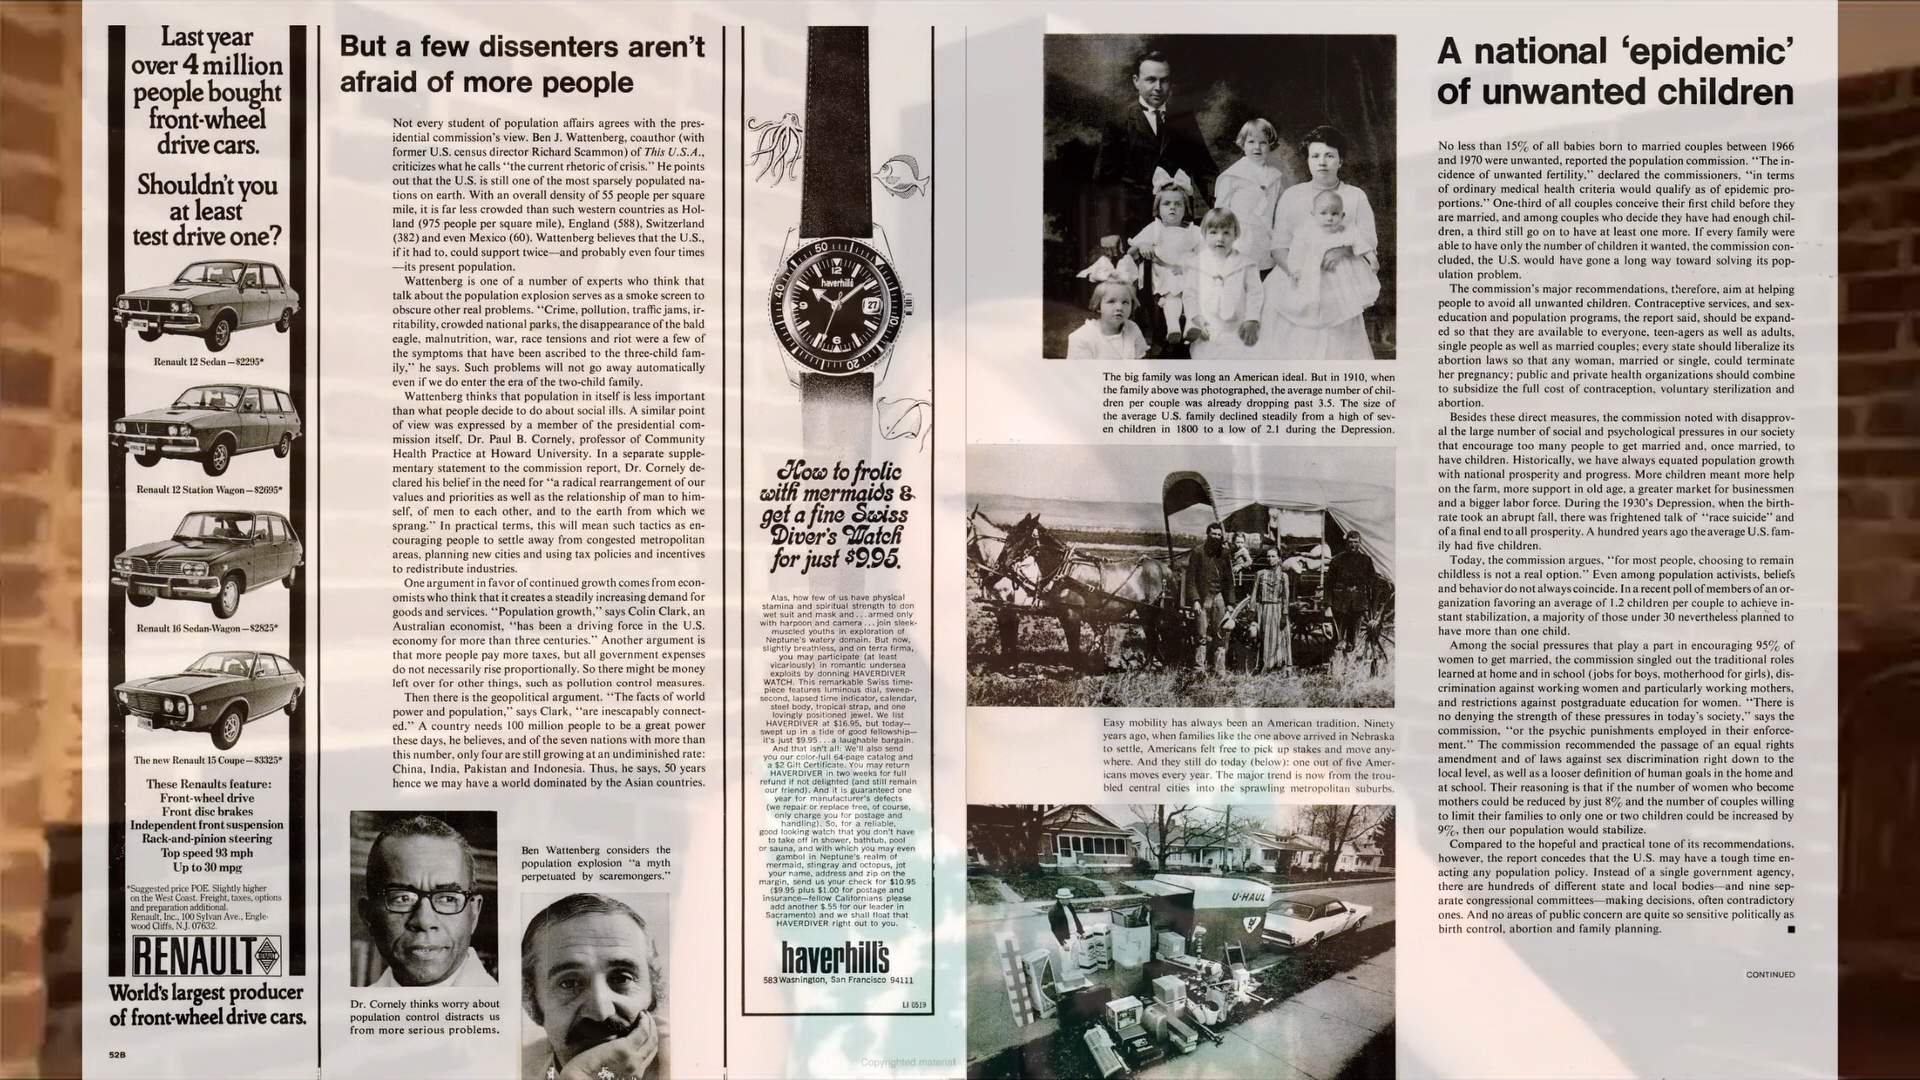 Last year
over 4 million
people bought
front-wheel
drive cars.
Shouldn't you
at least
test drive one?
Renault 12 Sedan—$2295*
Renault 12 Station Wagon—$2695*
Renault 16 Sedan-Wagon—$2825*
The new Renault 15 Coupe—$3325*
These Renaults feature:
Front-wheel drive
Front disc brakes
Independent front suspension
Rack-and-pinion steering
Top speed 93 mph
Up to 30 mpg
*Suggested price POE. Slightly higher
on the West Coast. Freight, taxes, options
and preparation additional.
Renault, Inc., 100 Sylvan Ave., Engle-
wood Cliffs, N.J. 07632.
RENAULT
World's largest producer
of front-wheel drive cars.
52B
But a few dissenters aren't
afraid of more people
Not every student of population affairs agrees with the pres-
idential commission's view. Ben J. Wattenberg, coauthor (with
former U.S. census director Richard Scammon) of This U.S.A.,
criticizes what he calls "the current rhetoric of crisis." He points
out that the U.S. is still one of the most sparsely populated na-
tions on earth. With an overall density of 55 people per square
mile, it is far less crowded than such western countries as Hol-
land (975 people per square mile), England (588), Switzerland
(382) and even Mexico (60). Wattenberg believes that the U.S.,
if it had to, could support twice—and probably even four times
—its present population.
Wattenberg is one of a number of experts who think that
talk about the population explosion serves as a smoke screen to
obscure other real problems. "Crime, pollution, traffic jams, ir-
ritability, crowded national parks, the disappearance of the bald
eagle, malnutrition, war, race tensions and riot were a few of
the symptoms that have been ascribed to the three-child fam-
ily," he says. Such problems will not go away automatically
even if we do enter the era of the two-child family.
Wattenberg thinks that population in itself is less important
than what people decide to do about social ills. A similar point
of view was expressed by a member of the presidential com-
mission itself, Dr. Paul B. Cornely, professor of Community
Health Practice at Howard University. In a separate supple-
mentary statement to the commission report, Dr. Cornely de-
clared his belief in the need for "a radical rearrangement of our
values and priorities as well as the relationship of man to him-
self, of men to each other, and to the earth from which we
sprang." In practical terms, this will mean such tactics as en-
couraging people to settle away from congested metropolitan
areas, planning new cities and using tax policies and incentives
to redistribute industries.
One argument in favor of continued growth comes from econ-
omists who think that it creates a steadily increasing demand for
goods and services. "Population growth," says Colin Clark, an
Australian economist, "has been a driving force in the U.S.
economy for more than three centuries." Another argument is
that more people pay more taxes, but all government expenses
do not necessarily rise proportionally. So there might be money
left over for other things, such as pollution control measures.
Then there is the geopolitical argument. "The facts of world
power and population," says Clark, "are inescapably connect-
ed." A country needs 100 million people to be a great power
these days, he believes, and of the seven nations with more than
this number, only four are still growing at an undiminished rate:
China, India, Pakistan and Indonesia. Thus, he says, 50 years
hence we may have a world dominated by the Asian countries.
Dr. Cornely thinks worry about
population control distracts us
from more serious problems.
Ben Wattenberg considers the
population explosion "a myth
perpetuated by scaremongers."
haverhill's
How to frolic
with mermaids &
get a fine Swiss
Diver's Watch
for just $9.95.
Alas, how few of us have physical
stamina and spiritual strength to don
wet suit and mask and...armed only
with harpoon and camera...join sleek-
muscled youths in exploration of
Neptune's watery domain. But now,
slightly breathless, and on terra firma,
you may participate (at least
vicariously) in romantic undersea
exploits by donning HAVERDIVER
WATCH. This remarkable Swiss time-
piece features luminous dial, sweep-
second, lapsed time indicator, calendar,
steel body, tropical strap, and one
lovingly positioned jewel. We list
HAVERDIVER at $16.95, but today—
swept up in a tide of good fellowship—
it's just $9.95...a laughable bargain.
And that isn't all: We'll also send
you our color-full 64-page catalog and
a $2 Gift Certificate. You may return
HAVERDIVER in two weeks for full
refund if not delighted (and still remain
our friend). And it is guaranteed one
year for manufacturer's defects
(we repair or replace free, of course,
only charge you for postage and
handling). So, for a reliable,
good looking watch that you don't have
to take off in shower, bathtub, pool
or sauna, and with which you may even
gambol in Neptune's realm of
mermaid, stingray and octopus, jot
your name, address and zip on the
margin, send us your check for $10.95
($9.95 plus $1.00 for postage and
insurance—fellow Californians please
add another $.55 for our leader in
Sacramento) and we shall float that
HAVERDIVER right out to you.
haverhill's
583 Washington, San Francisco 94111
LI 0519
Copyrighted material
The big family was long an American ideal. But in 1910, when
the family above was photographed, the average number of chil-
dren per couple was already dropping past 3.5. The size of
the average U.S. family declined steadily from a high of sev-
en children in 1800 to a low of 2.1 during the Depression.
Easy mobility has always been an American tradition. Ninety
years ago, when families like the one above arrived in Nebraska
to settle, Americans felt free to pick up stakes and move any-
where. And they still do today (below): one out of five Amer-
icans moves every year. The major trend is now from the trou-
bled central cities into the sprawling metropolitan suburbs.
U-HAUL
A national 'epidemic'
of unwanted children
No less than 15% of all babies born to married couples between 1966
and 1970 were unwanted, reported the population commission. "The in-
cidence of unwanted fertility," declared the commissioners, "in terms
of ordinary medical health criteria would qualify as of epidemic pro-
portions." One-third of all couples conceive their first child before they
are married, and among couples who decide they have had enough chil-
dren, a third still go on to have at least one more. If every family were
able to have only the number of children it wanted, the commission con-
cluded, the U.S. would have gone a long way toward solving its pop-
ulation problem.
The commission's major recommendations, therefore, aim at helping
people to avoid all unwanted children. Contraceptive services, and sex-
education and population programs, the report said, should be expand-
ed so that they are available to everyone, teen-agers as well as adults,
single people as well as married couples; every state should liberalize its
abortion laws so that any woman, married or single, could terminate
her pregnancy; public and private health organizations should combine
to subsidize the full cost of contraception, voluntary sterilization and
abortion.
Besides these direct measures, the commission noted with disapprov-
al the large number of social and psychological pressures in our society
that encourage too many people to get married and, once married, to
have children. Historically, we have always equated population growth
with national prosperity and progress. More children meant more help
on the farm, more support in old age, a greater market for businessmen
and a bigger labor force. During the 1930's Depression, when the birth-
rate took an abrupt fall, there was frightened talk of "race suicide" and
of a final end to all prosperity. A hundred years ago the average U.S. fam-
ily had five children.
Today, the commission argues, "for most people, choosing to remain
childless is not a real option." Even among population activists, beliefs
and behavior do not always coincide. In a recent poll of members of an or-
ganization favoring an average of 1.2 children per couple to achieve in-
stant stabilization, a majority of those under 30 nevertheless planned to
have more than one child.
Among the social pressures that play a part in encouraging 95% of
women to get married, the commission singled out the traditional roles
learned at home and in school (jobs for boys, motherhood for girls), dis-
crimination against working women and particularly working mothers,
and restrictions against postgraduate education for women. "There is
no denying the strength of these pressures in today's society," says the
commission, "or the psychic punishments employed in their enforce-
ment." The commission recommended the passage of an equal rights
amendment and of laws against sex discrimination right down to the
local level, as well as a looser definition of human goals in the home and
at school. Their reasoning is that if the number of women who become
mothers could be reduced by just 8% and the number of couples willing
to limit their families to only one or two children could be increased by
9%, then our population would stabilize.
Compared to the hopeful and practical tone of its recommendations,
however, the report concedes that the U.S. may have a tough time en-
acting any population policy. Instead of a single government agency,
there are hundreds of different state and local bodies—and nine sep-
arate congressional committees—making decisions, often contradictory
ones. And no areas of public concern are quite so sensitive politically as
birth control, abortion and family planning.
CONTINUED